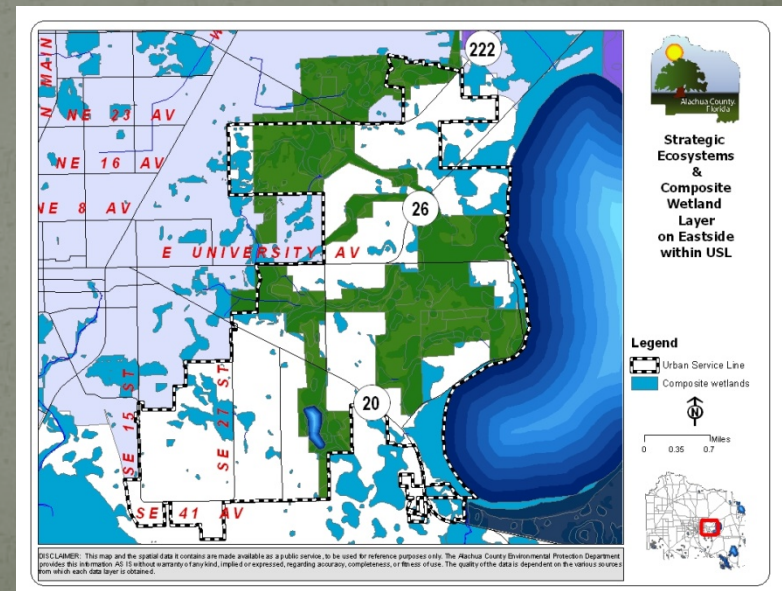 222
N MAIN
NE 23 AV
NE 16 AV
NE 8 AV
26
E UNIVERSITY AV
20
SE 15 ST
SE 27 ST
SE 41 AV
Alachua County
Florida
Strategic
Ecosystems
&
Composite
Wetland
Layer
on Eastside
within USL
Legend
Urban Service Line
Composite wetlands
N
Miles
0 0.35 0.7
DISCLAIMER: This map and the spatial data it contains are made available as a public service, to be used for reference purposes only. The Alachua County Environmental Protection Department
provides this information AS IS without warranty of any kind, implied or expressed, regarding accuracy, completeness, or fitness of use. The quality of the data is dependent on the various sources
from which each data layer is obtained.